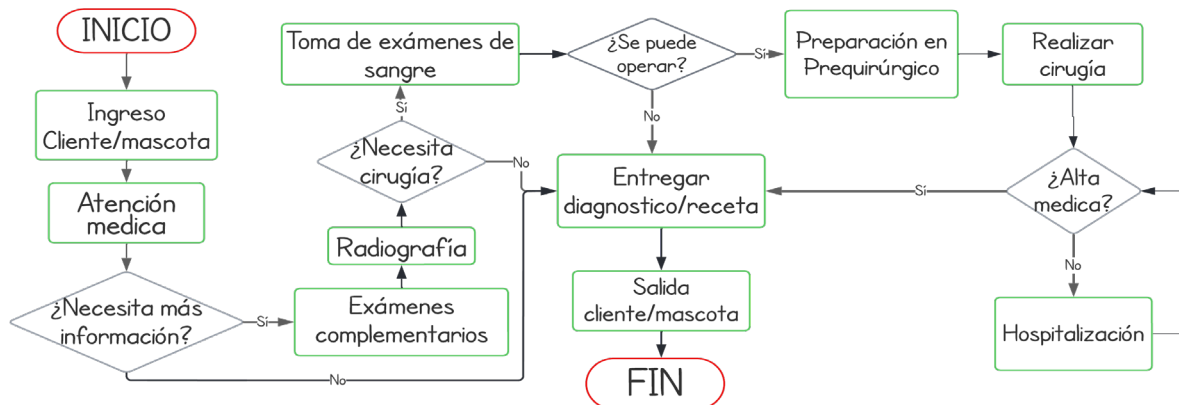 INICIO
Ingreso
Cliente/mascota
Atención
medica
¿Necesita más
información?
Sí
No
Exámenes
complementarios
Radiografía
¿Necesita
cirugía?
Sí
No
Toma de exámenes de
sangre
¿Se puede
operar?
Sí
No
Preparación en
Prequirúrgico
Realizar
cirugía
¿Alta
medica?
Sí
No
Hospitalización
Entregar
diagnostico/receta
Salida
cliente/mascota
FIN